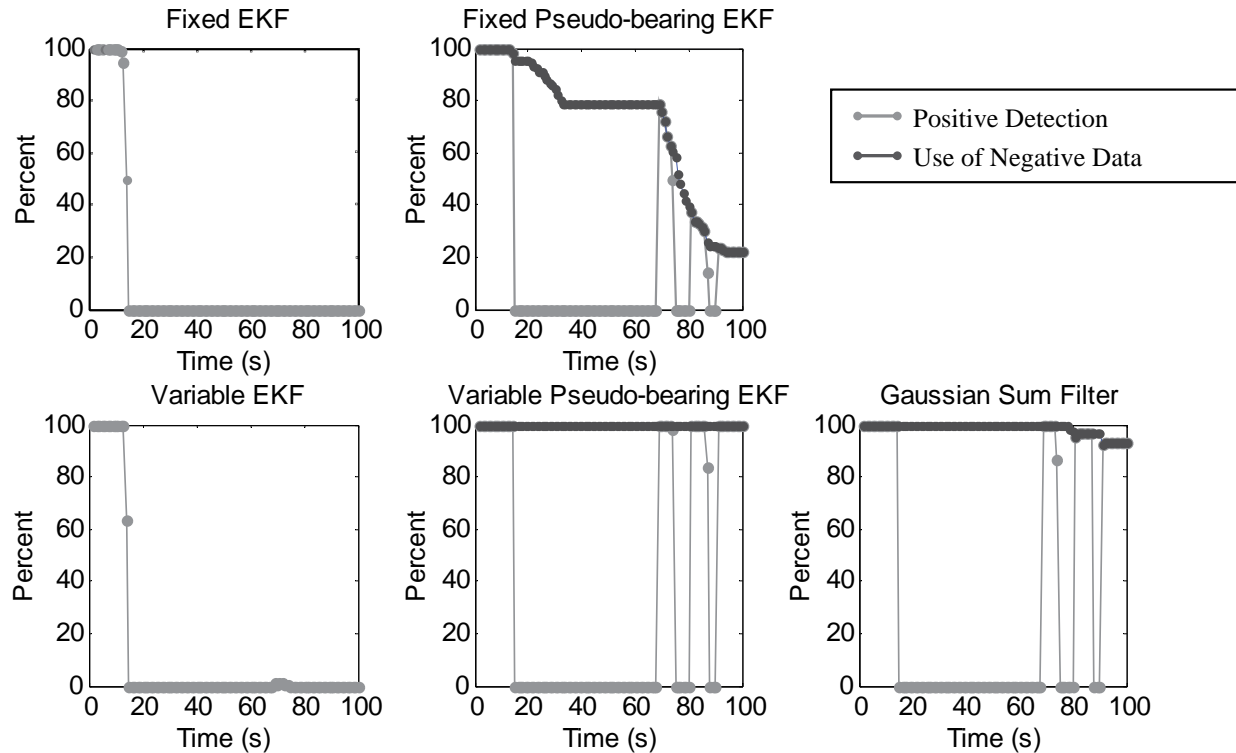 Fixed EKF
Percent
100
80
60
40
20
0
0 20 40 60 80 100
Time (s)
Fixed Pseudo-bearing EKF
Percent
100
80
60
40
20
0
0 20 40 60 80 100
Time (s)
Positive Detection
Use of Negative Data
Variable EKF
Percent
100
80
60
40
20
0
0 20 40 60 80 100
Time (s)
Variable Pseudo-bearing EKF
Percent
100
80
60
40
20
0
0 20 40 60 80 100
Time (s)
Gaussian Sum Filter
Percent
100
80
60
40
20
0
0 20 40 60 80 100
Time (s)